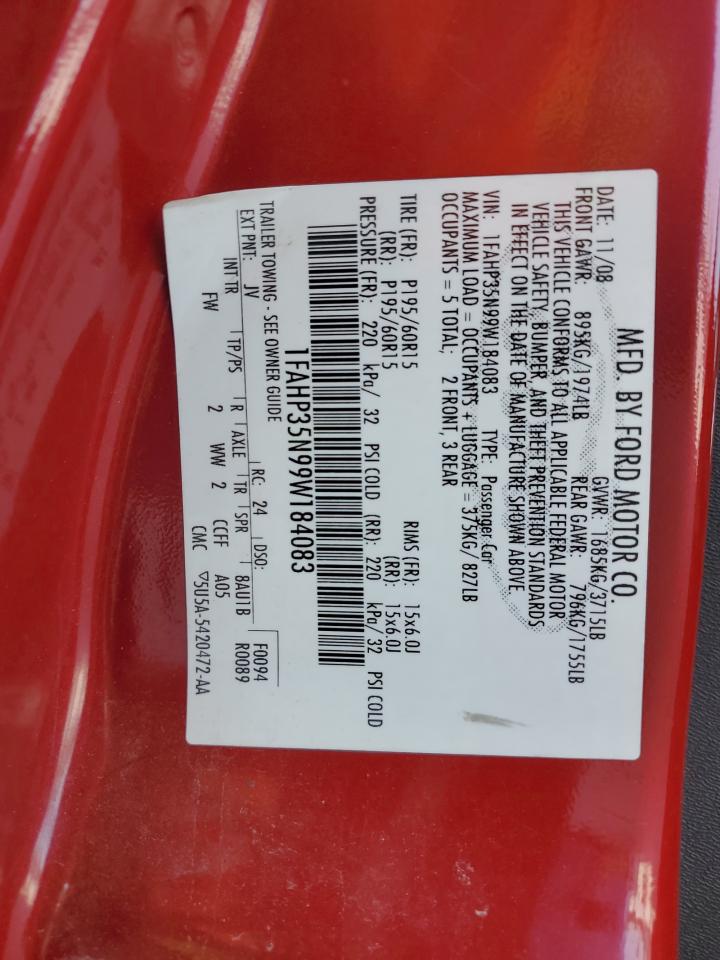 MFD. BY FORD MOTOR CO.
DATE: 11/08 GVWR: 1685KG/3715LB
FRONT GAWR: 895KG/1974LB REAR GAWR: 796KG/1755LB
THIS VEHICLE CONFORMS TO ALL APPLICABLE FEDERAL MOTOR
VEHICLE SAFETY, BUMPER, AND THEFT PREVENTION STANDARDS
IN EFFECT ON THE DATE OF MANUFACTURE SHOWN ABOVE.
VIN: 1FAHP35N99W184083 TYPE: Passenger Car
MAXIMUM LOAD = OCCUPANTS + LUGGAGE = 375KG/ 827LB
OCCUPANTS = 5 TOTAL; 2 FRONT, 3 REAR
TIRE (FR): P195/60R15 RIMS (FR): 15x6.0J
(RR): P195/60R15 (RR): 15x6.0J
PRESSURE (FR): 220 kPa/ 32 PSI COLD (RR): 220 kPa/ 32 PSI COLD
1FAHP35N99W184083
TRAILER TOWING - SEE OWNER GUIDE RC: 24 DSO: F0094
EXT PNT: JV 8AU1B R0089
INT TR TP/PS R AXLE TR SPR A05
FW 2 WW 2 CCFF ▽5U5A-5420472-AA
CMC